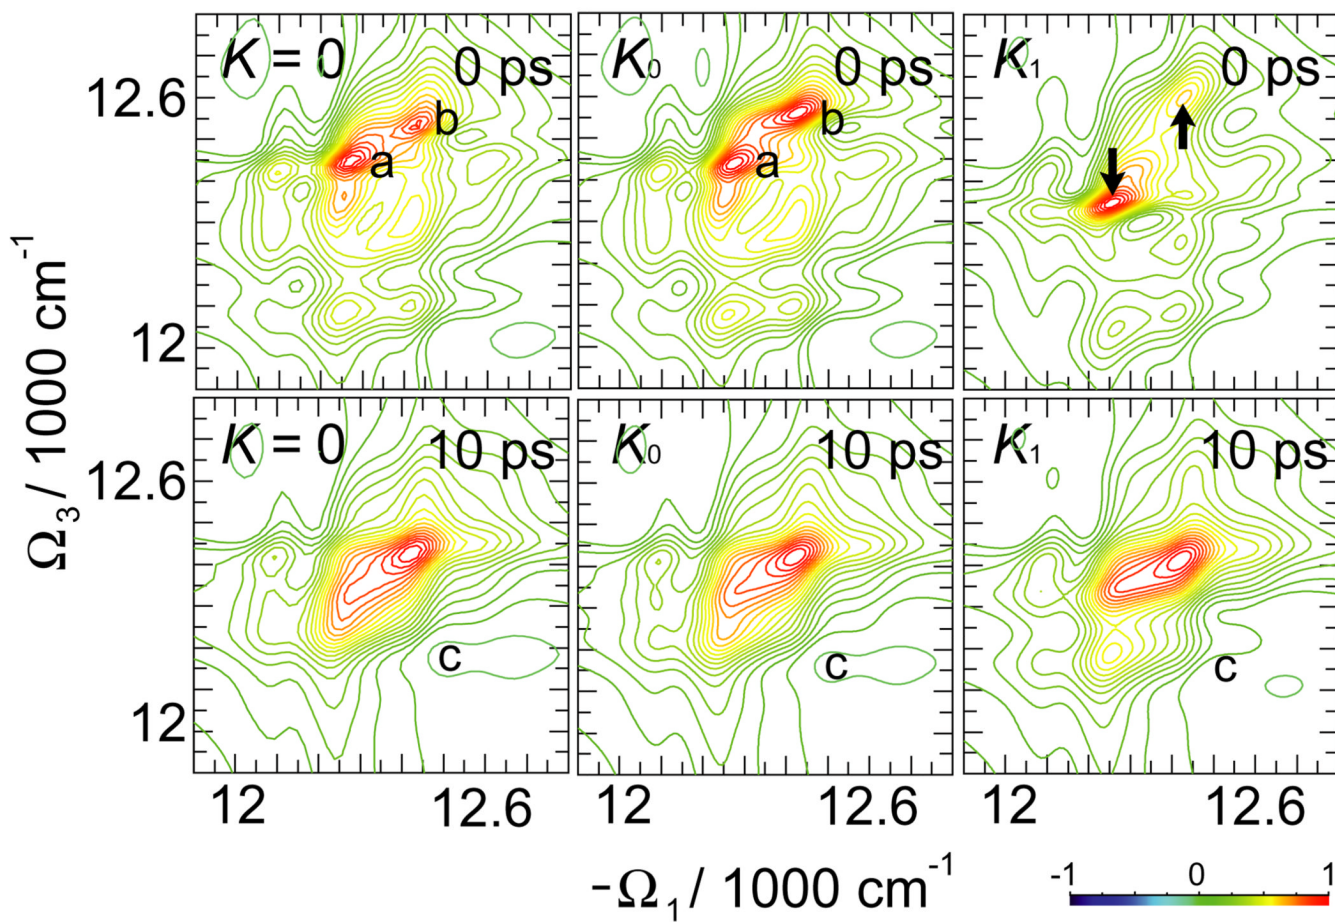 K = 0 0 ps K₀ 0 ps K₁ 0 ps
12.6
b b
a a
12
Ω₃ / 1000 cm⁻¹
K = 0 10 ps K₀ 10 ps K₁ 10 ps
12.6
c c c
12
12 12.6 12 12.6 12 12.6
-Ω₁ / 1000 cm⁻¹
-1 0 1